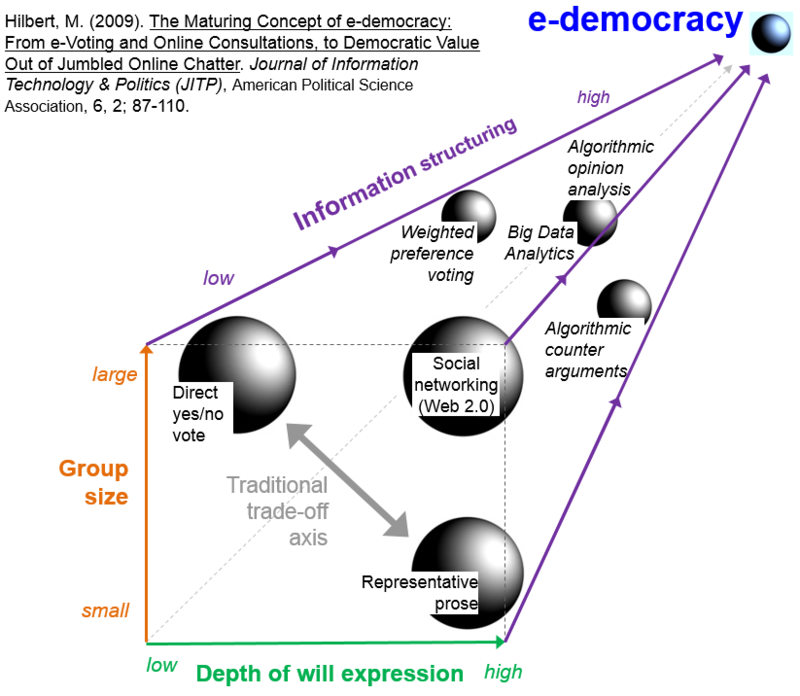 Hilbert, M. (2009). The Maturing Concept of e-democracy:
From e-Voting and Online Consultations, to Democratic Value
Out of Jumbled Online Chatter. Journal of Information
Technology & Politics (JITP), American Political Science
Association, 6, 2; 87-110.
e-democracy
high
Information structuring
low
Algorithmic
opinion
analysis
Weighted
preference
voting
Big Data
Analytics
Algorithmic
counter
arguments
large
Direct
yes/no
vote
Social
networking
(Web 2.0)
Group
size
Traditional
trade-off
axis
Representative
prose
small
low
Depth of will expression
high